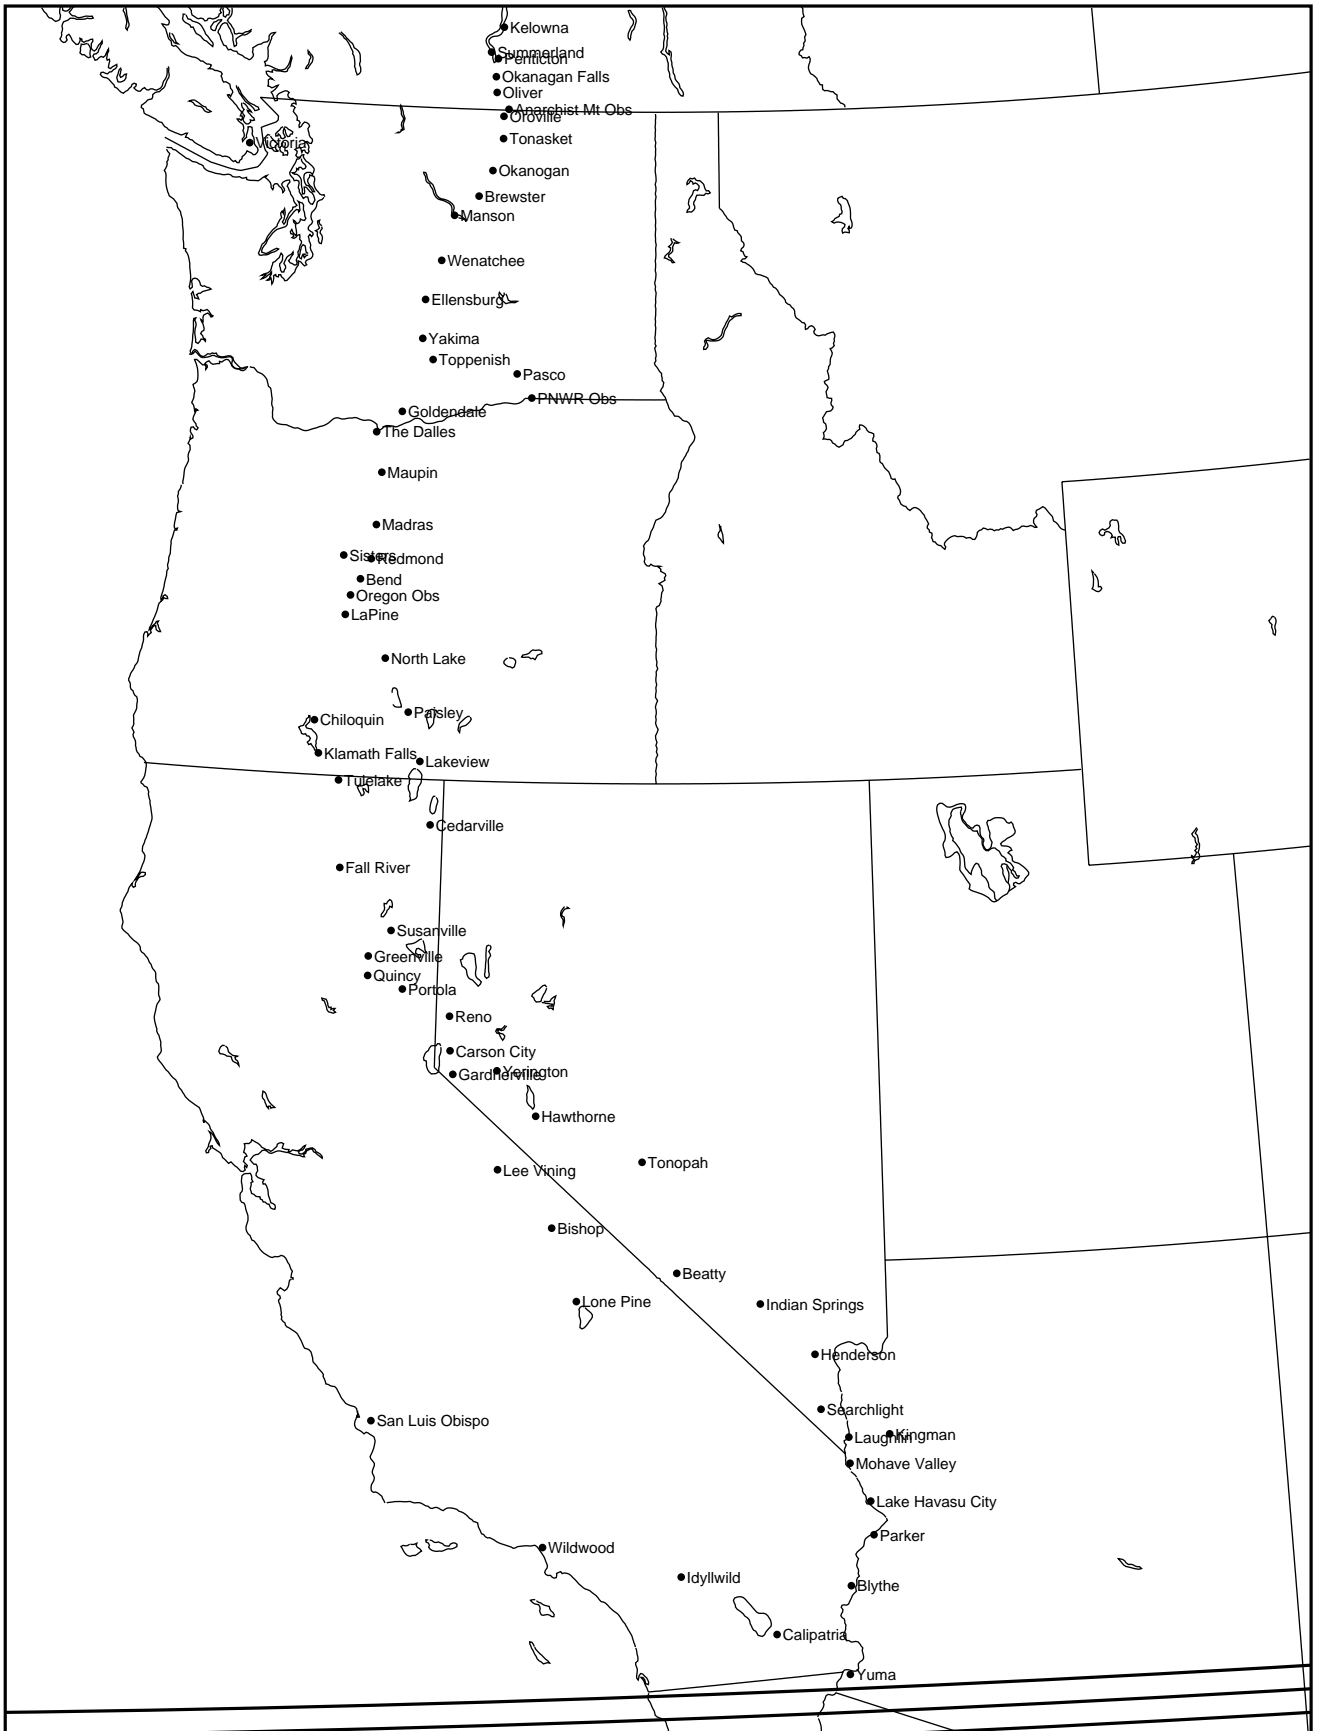 Kelowna
Summerland
Penticton
Okanagan Falls
Oliver
Anarchist Mt Obs
Oroville
Tonasket
Victoria
Okanogan
Brewster
Manson
Wenatchee
Ellensburg
Yakima
Toppenish
Pasco
PNWR Obs
Goldendale
The Dalles
Maupin
Madras
Sisters
Redmond
Bend
Oregon Obs
LaPine
North Lake
Paisley
Chiloquin
Klamath Falls
Lakeview
Tulelake
Cedarville
Fall River
Susanville
Greenville
Quincy
Portola
Reno
Carson City
Yerington
Gardnerville
Hawthorne
Tonopah
Lee Vining
Bishop
Beatty
Lone Pine
Indian Springs
Henderson
Searchlight
San Luis Obispo
Kingman
Laughlin
Mohave Valley
Lake Havasu City
Parker
Wildwood
Idyllwild
Blythe
Calipatria
Yuma